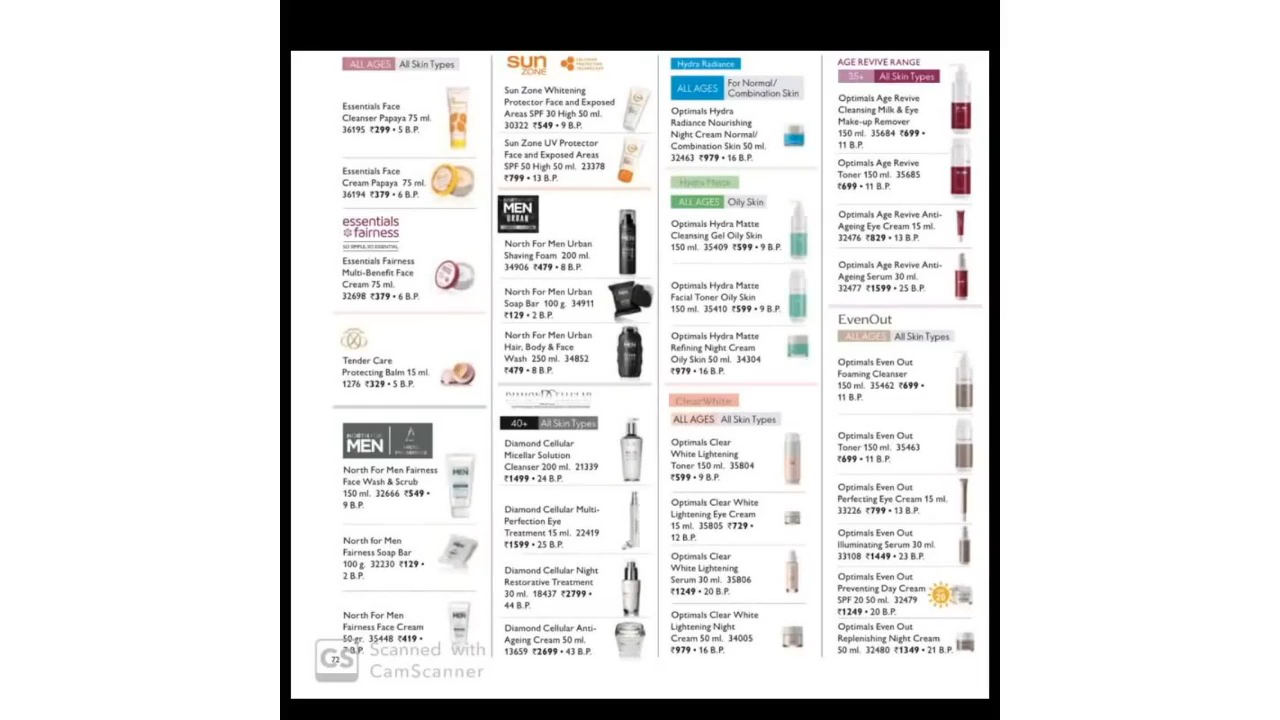 ALL AGES All Skin Types
Essentials Face
Cleanser Papaya 75 ml.
36195 ₹299 • 5 B.P.
Essentials Face
Cream Papaya 75 ml.
36194 ₹379 • 6 B.P.
essentials
fairness
SO SIMPLE, SO ESSENTIAL
Essentials Fairness
Multi-Benefit Face
Cream 75 ml.
32698 ₹379 • 6 B.P.
Tender Care
Protecting Balm 15 ml.
1276 ₹329 • 5 B.P.
NORTH FOR
MEN
North For Men Fairness
Face Wash & Scrub
150 ml. 32666 ₹549 •
9 B.P.
North for Men
Fairness Soap Bar
100 g. 32230 ₹129 •
2 B.P.
North For Men
Fairness Face Cream
50 gr. 35448 ₹419 •
7 B.P.
72
CS Scanned with
CamScanner
SUN
ZONE
CELLULAR
PROTECTION
TECHNOLOGY
Sun Zone Whitening
Protector Face and Exposed
Areas SPF 30 High 50 ml.
30322 ₹549 • 9 B.P.
Sun Zone UV Protector
Face and Exposed Areas
SPF 50 High 50 ml. 23378
₹799 • 13 B.P.
MEN
URBAN
North For Men Urban
Shaving Foam 200 ml.
34906 ₹479 • 8 B.P.
North For Men Urban
Soap Bar 100 g. 34911
₹129 • 2 B.P.
North For Men Urban
Hair, Body & Face
Wash 250 ml. 34852
₹479 • 8 B.P.
DIAMOND CELLULAR
40+ All Skin Types
Diamond Cellular
Micellar Solution
Cleanser 200 ml. 21339
₹1499 • 24 B.P.
Diamond Cellular Multi-
Perfection Eye
Treatment 15 ml. 22419
₹1599 • 25 B.P.
Diamond Cellular Night
Restorative Treatment
30 ml. 18437 ₹2799 •
44 B.P.
Diamond Cellular Anti-
Ageing Cream 50 ml.
13659 ₹2699 • 43 B.P.
Hydra Radiance
ALL AGES For Normal/
Combination Skin
Optimals Hydra
Radiance Nourishing
Night Cream Normal/
Combination Skin 50 ml.
32463 ₹979 • 16 B.P.
Hydra Matte
ALL AGES Oily Skin
Optimals Hydra Matte
Cleansing Gel Oily Skin
150 ml. 35409 ₹599 • 9 B.P.
Optimals Hydra Matte
Facial Toner Oily Skin
150 ml. 35410 ₹599 • 9 B.P.
Optimals Hydra Matte
Refining Night Cream
Oily Skin 50 ml. 34304
₹979 • 16 B.P.
ClearWhite
ALL AGES All Skin Types
Optimals Clear
White Lightening
Toner 150 ml. 35804
₹599 • 9 B.P.
Optimals Clear White
Lightening Eye Cream
15 ml. 35805 ₹729 •
12 B.P.
Optimals Clear
White Lightening
Serum 30 ml. 35806
₹1249 • 20 B.P.
Optimals Clear White
Lightening Night
Cream 50 ml. 34005
₹979 • 16 B.P.
AGE REVIVE RANGE
35+ All Skin Types
Optimals Age Revive
Cleansing Milk & Eye
Make-up Remover
150 ml. 35684 ₹699 •
11 B.P.
Optimals Age Revive
Toner 150 ml. 35685
₹699 • 11 B.P.
Optimals Age Revive Anti-
Ageing Eye Cream 15 ml.
32476 ₹829 • 13 B.P.
Optimals Age Revive Anti-
Ageing Serum 30 ml.
32477 ₹1599 • 25 B.P.
EvenOut
ALL AGES All Skin Types
Optimals Even Out
Foaming Cleanser
150 ml. 35462 ₹699 •
11 B.P.
Optimals Even Out
Toner 150 ml. 35463
₹699 • 11 B.P.
Optimals Even Out
Perfecting Eye Cream 15 ml.
33226 ₹799 • 13 B.P.
Optimals Even Out
Illuminating Serum 30 ml.
33108 ₹1449 • 23 B.P.
Optimals Even Out
Preventing Day Cream
SPF 20 50 ml. 32479
₹1249 • 20 B.P.
Optimals Even Out
Replenishing Night Cream
50 ml. 32480 ₹1349 • 21 B.P.